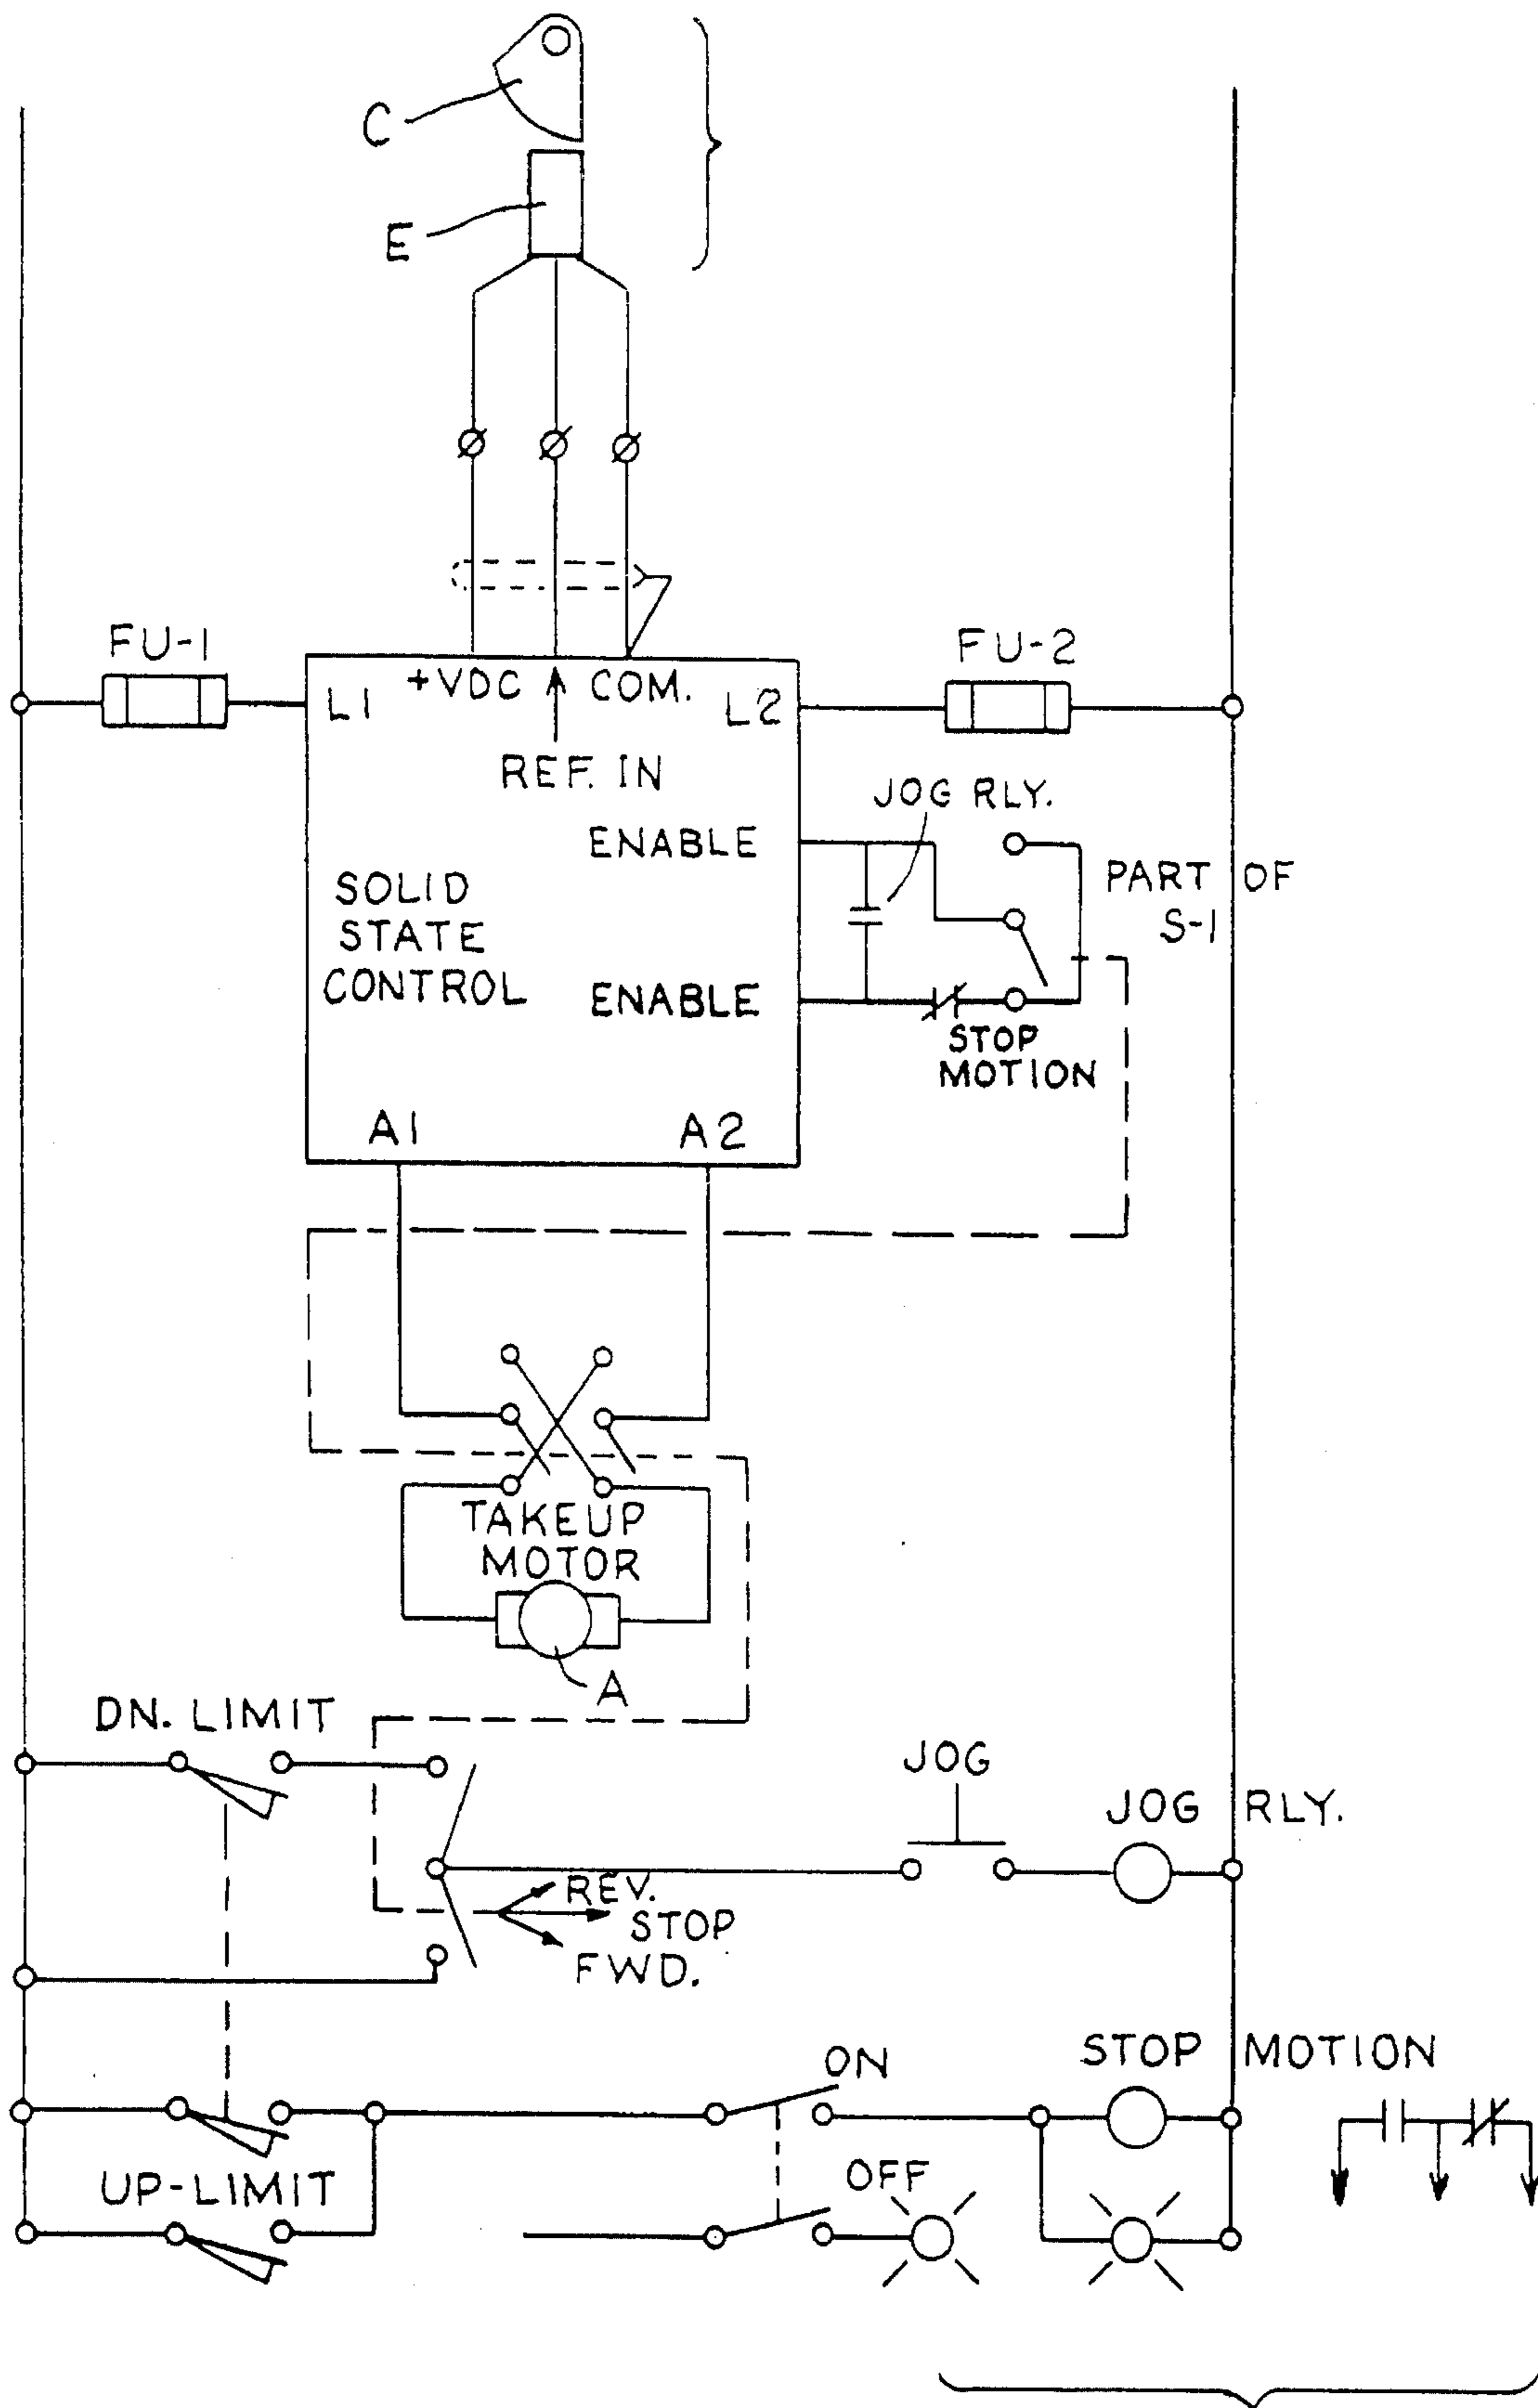 C
E
FU-1
FU-2
L1
+VDC
COM.
L2
REF. IN
JOG RLY.
ENABLE
PART OF
S-1
SOLID
STATE
CONTROL
ENABLE
STOP
MOTION
A1
A2
TAKEUP
MOTOR
A
DN. LIMIT
JOG
JOG RLY.
REV.
STOP
FWD.
ON
STOP MOTION
OFF
UP-LIMIT